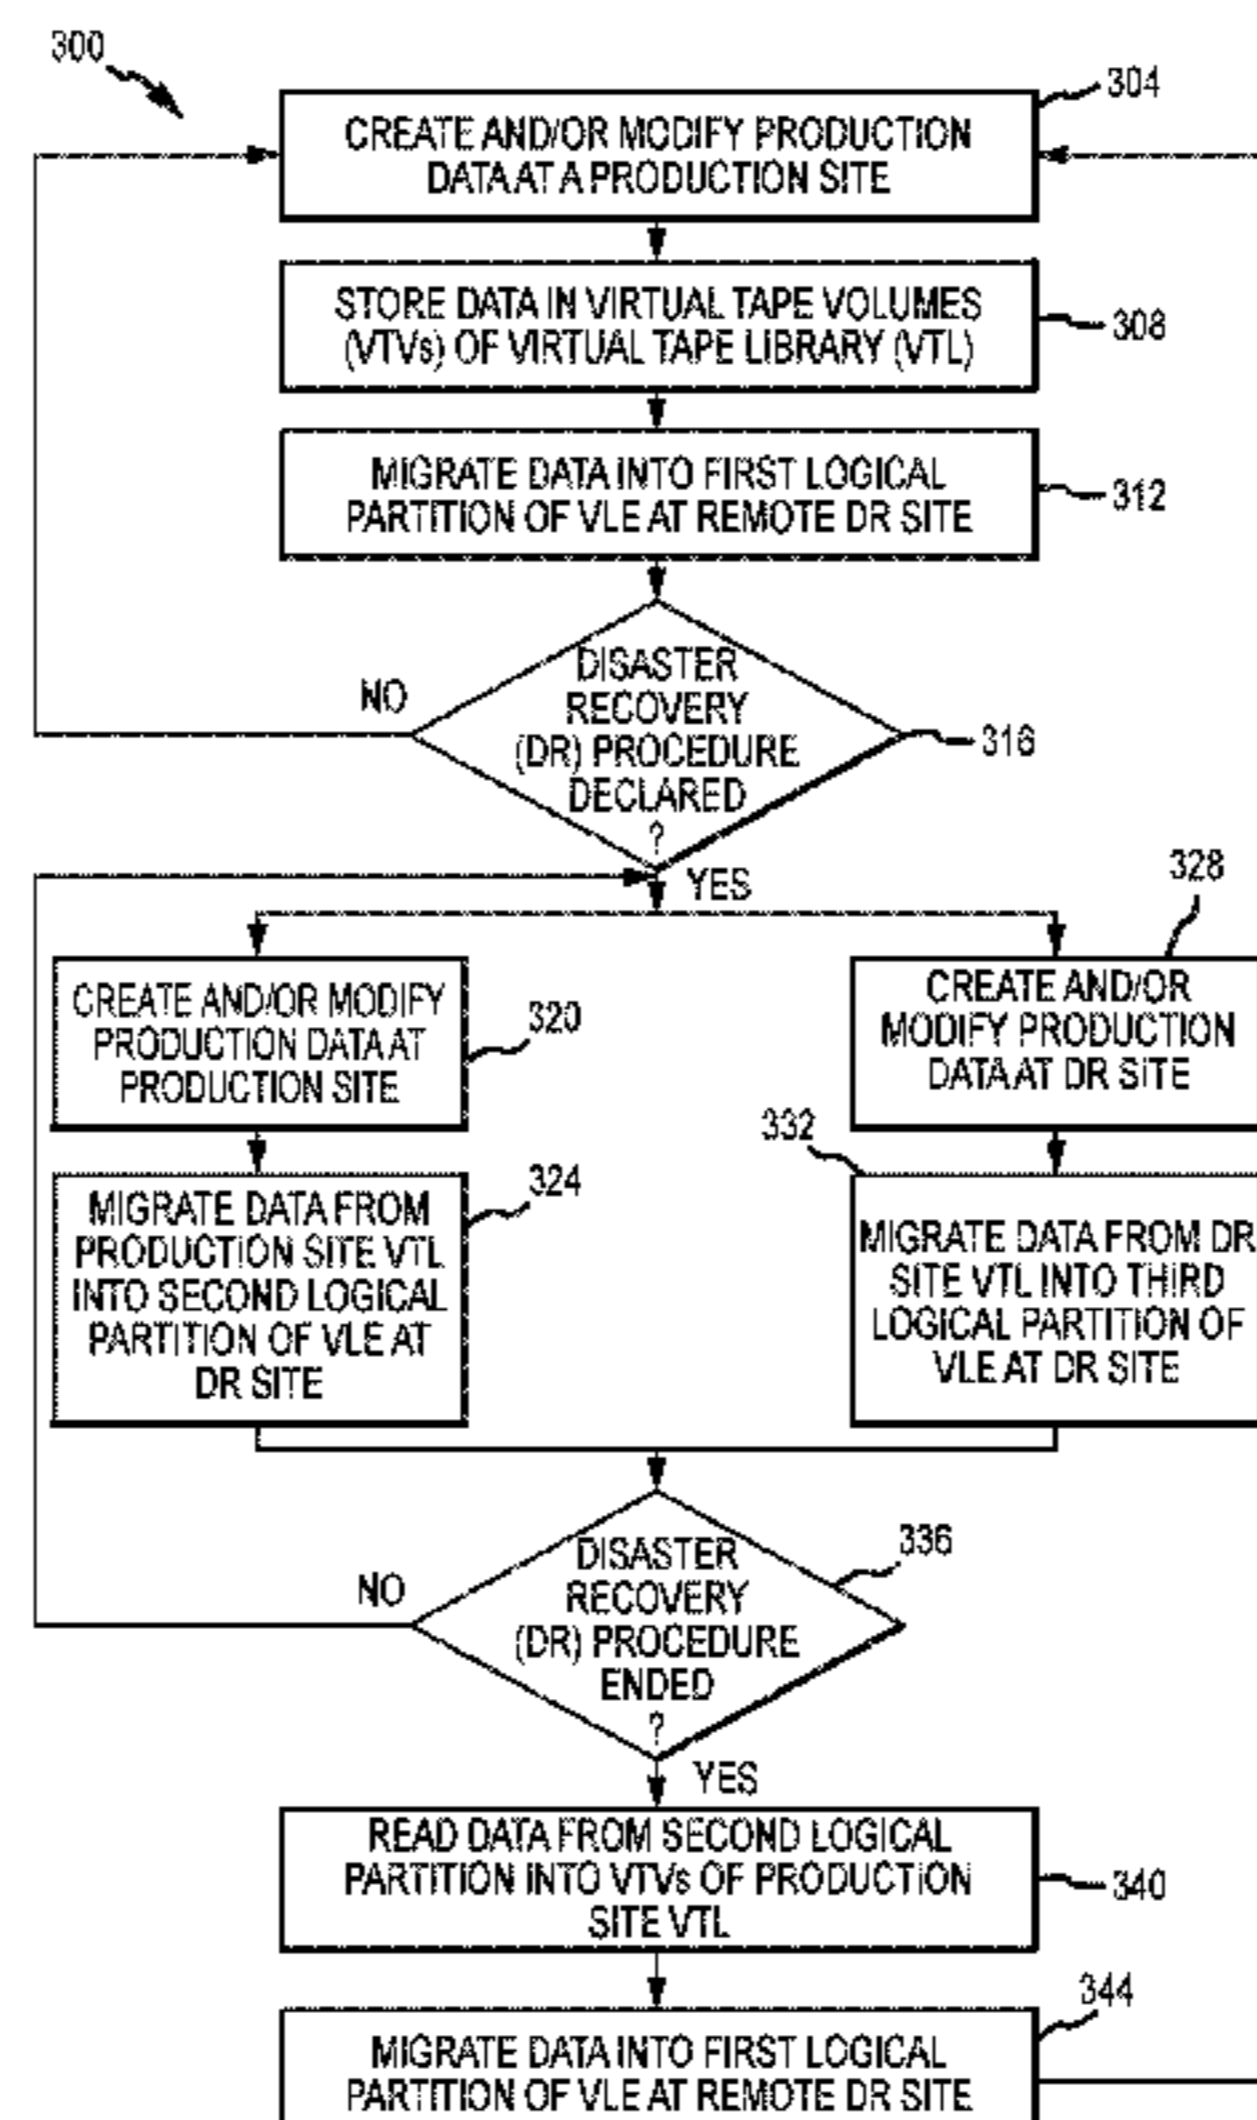 300
304
CREATE AND/OR MODIFY PRODUCTION
DATA AT A PRODUCTION SITE
STORE DATA IN VIRTUAL TAPE VOLUMES
(VTVs) OF VIRTUAL TAPE LIBRARY (VTL)
308
MIGRATE DATA INTO FIRST LOGICAL
PARTITION OF VLE AT REMOTE DR SITE
312
DISASTER
RECOVERY
(DR) PROCEDURE
DECLARED
?
NO
316
YES
328
CREATE AND/OR MODIFY
PRODUCTION DATA AT
PRODUCTION SITE
320
CREATE AND/OR
MODIFY PRODUCTION
DATA AT DR SITE
332
324
MIGRATE DATA FROM
PRODUCTION SITE VTL
INTO SECOND LOGICAL
PARTITION OF VLE AT
DR SITE
MIGRATE DATA FROM DR
SITE VTL INTO THIRD
LOGICAL PARTITION OF
VLE AT DR SITE
336
DISASTER
RECOVERY
(DR) PROCEDURE
ENDED
?
NO
YES
READ DATA FROM SECOND LOGICAL
PARTITION INTO VTVs OF PRODUCTION
SITE VTL
340
344
MIGRATE DATA INTO FIRST LOGICAL
PARTITION OF VLE AT REMOTE DR SITE